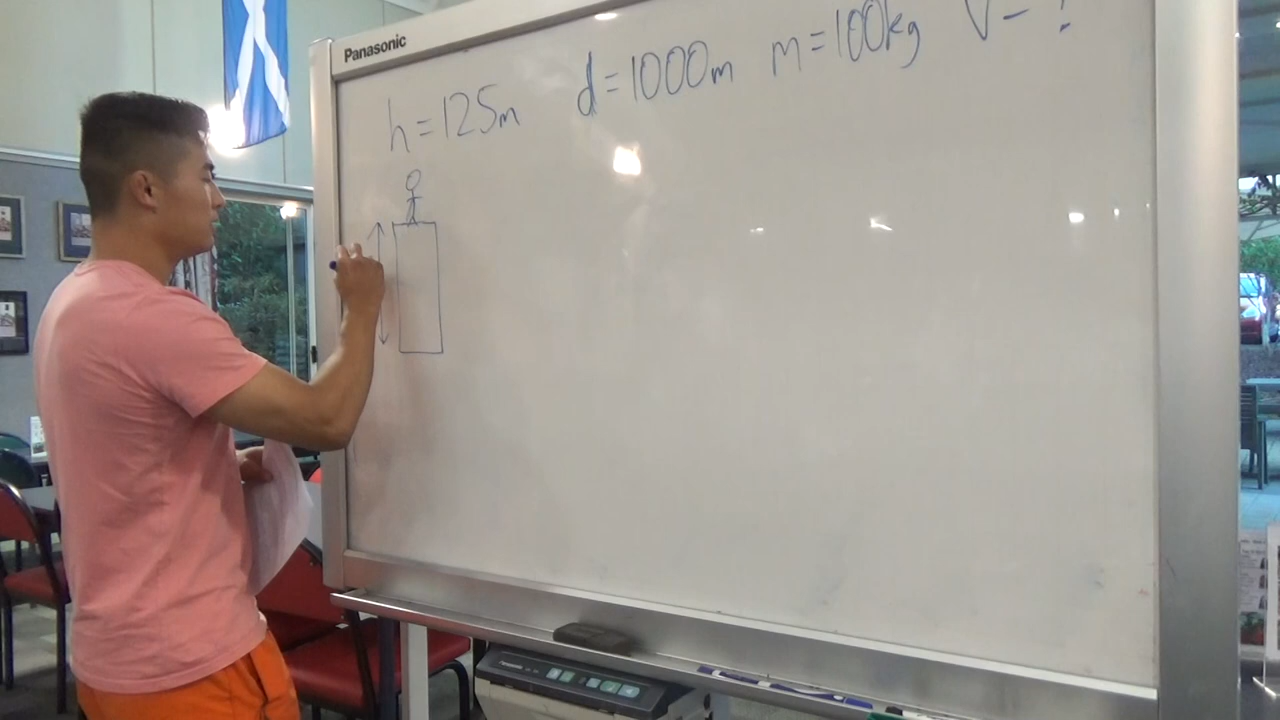 Panasonic
h = 125m d = 1000m m = 100kg V - ?